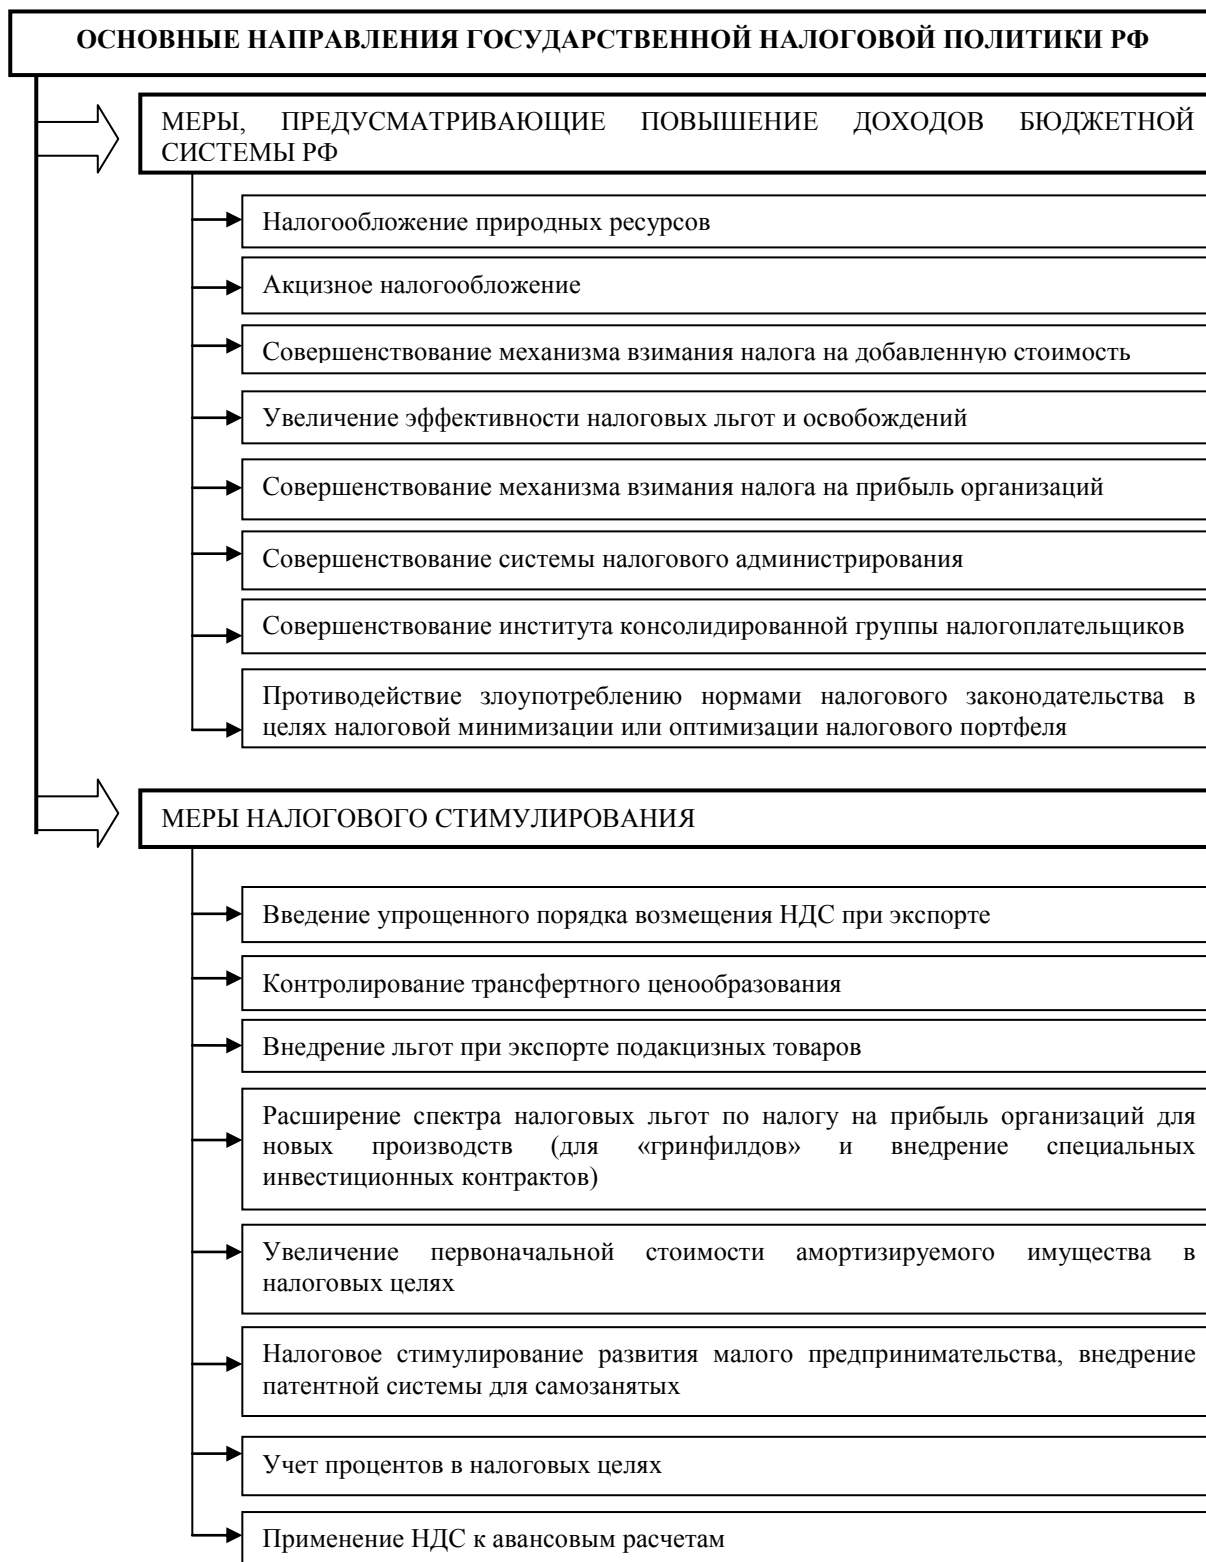 ОСНОВНЫЕ НАПРАВЛЕНИЯ ГОСУДАРСТВЕННОЙ НАЛОГОВОЙ ПОЛИТИКИ РФ
МЕРЫ, ПРЕДУСМАТРИВАЮЩИЕ ПОВЫШЕНИЕ ДОХОДОВ БЮДЖЕТНОЙ
СИСТЕМЫ РФ
Налогообложение природных ресурсов
Акцизное налогообложение
Совершенствование механизма взимания налога на добавленную стоимость
Увеличение эффективности налоговых льгот и освобождений
Совершенствование механизма взимания налога на прибыль организаций
Совершенствование системы налогового администрирования
Совершенствование института консолидированной группы налогоплательщиков
Противодействие злоупотреблению нормами налогового законодательства в
целях налоговой минимизации или оптимизации налогового портфеля
МЕРЫ НАЛОГОВОГО СТИМУЛИРОВАНИЯ
Введение упрощенного порядка возмещения НДС при экспорте
Контролирование трансфертного ценообразования
Внедрение льгот при экспорте подакцизных товаров
Расширение спектра налоговых льгот по налогу на прибыль организаций для
новых производств (для «гринфилдов» и внедрение специальных
инвестиционных контрактов)
Увеличение первоначальной стоимости амортизируемого имущества в
налоговых целях
Налоговое стимулирование развития малого предпринимательства, внедрение
патентной системы для самозанятых
Учет процентов в налоговых целях
Применение НДС к авансовым расчетам